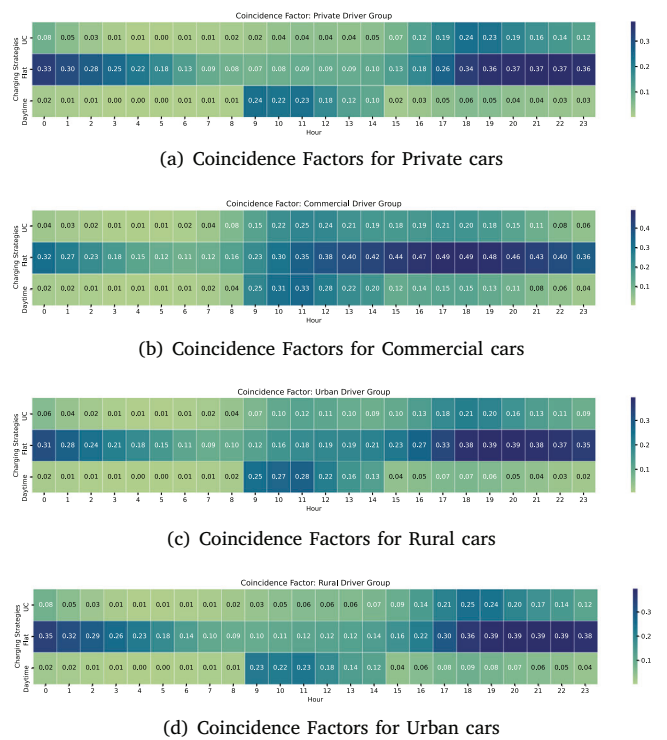 Coincidence Factor: Private Driver Group
Charging Strategies
UC 0.08 0.05 0.03 0.02 0.01 0.01 0.01 0.01 0.01 0.02 0.02 0.04 0.04 0.04 0.05 0.07 0.12 0.19 0.24 0.23 0.19 0.16 0.14 0.12
Flat 0.33 0.30 0.28 0.25 0.22 0.18 0.13 0.09 0.08 0.07 0.08 0.09 0.09 0.09 0.10 0.13 0.18 0.26 0.34 0.36 0.37 0.37 0.37 0.36
Daytime 0.02 0.01 0.01 0.00 0.00 0.01 0.01 0.01 0.01 0.24 0.22 0.23 0.18 0.12 0.10 0.02 0.03 0.05 0.06 0.05 0.04 0.04 0.03 0.03
0 1 2 3 4 5 6 7 8 9 10 11 12 13 14 15 16 17 18 19 20 21 22 23
Hour
0.3
0.2
0.1
(a) Coincidence Factors for Private cars
Coincidence Factor: Commercial Driver Group
Charging Strategies
UC 0.04 0.03 0.02 0.01 0.01 0.01 0.02 0.04 0.08 0.15 0.22 0.25 0.24 0.21 0.19 0.18 0.19 0.21 0.20 0.18 0.15 0.11 0.08 0.06
Flat 0.32 0.27 0.23 0.18 0.15 0.12 0.11 0.12 0.16 0.23 0.30 0.35 0.38 0.40 0.42 0.44 0.47 0.49 0.49 0.48 0.46 0.43 0.40 0.36
Daytime 0.02 0.02 0.01 0.01 0.00 0.01 0.01 0.02 0.04 0.25 0.31 0.33 0.28 0.22 0.20 0.12 0.14 0.15 0.15 0.13 0.11 0.08 0.06 0.04
0 1 2 3 4 5 6 7 8 9 10 11 12 13 14 15 16 17 18 19 20 21 22 23
Hour
0.4
0.3
0.2
0.1
(b) Coincidence Factors for Commercial cars
Coincidence Factor: Urban Driver Group
Charging Strategies
UC 0.06 0.04 0.02 0.01 0.01 0.01 0.01 0.02 0.04 0.07 0.10 0.12 0.11 0.10 0.09 0.10 0.13 0.18 0.21 0.20 0.16 0.13 0.11 0.09
Flat 0.31 0.28 0.24 0.21 0.18 0.15 0.11 0.09 0.10 0.12 0.16 0.18 0.19 0.19 0.21 0.23 0.27 0.33 0.38 0.39 0.39 0.38 0.37 0.35
Daytime 0.02 0.01 0.01 0.00 0.00 0.01 0.01 0.01 0.02 0.25 0.27 0.28 0.22 0.16 0.13 0.04 0.05 0.07 0.07 0.06 0.05 0.04 0.03 0.02
0 1 2 3 4 5 6 7 8 9 10 11 12 13 14 15 16 17 18 19 20 21 22 23
Hour
0.3
0.2
0.1
(c) Coincidence Factors for Rural cars
Coincidence Factor: Rural Driver Group
Charging Strategies
UC 0.08 0.05 0.03 0.01 0.01 0.01 0.01 0.01 0.02 0.03 0.05 0.06 0.06 0.06 0.07 0.09 0.14 0.21 0.25 0.24 0.20 0.17 0.14 0.12
Flat 0.35 0.32 0.29 0.26 0.23 0.18 0.14 0.10 0.09 0.10 0.11 0.12 0.12 0.12 0.14 0.16 0.22 0.30 0.36 0.39 0.39 0.39 0.39 0.38
Daytime 0.02 0.02 0.01 0.01 0.00 0.00 0.01 0.01 0.01 0.23 0.22 0.23 0.18 0.14 0.12 0.04 0.06 0.08 0.09 0.08 0.07 0.06 0.05 0.04
0 1 2 3 4 5 6 7 8 9 10 11 12 13 14 15 16 17 18 19 20 21 22 23
Hour
0.3
0.2
0.1
(d) Coincidence Factors for Urban cars